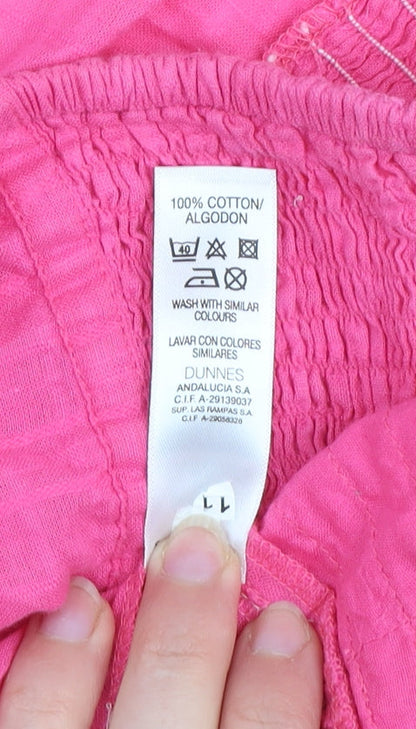 100% COTTON/
ALGODON
40
WASH WITH SIMILAR
COLOURS
LAVAR CON COLORES
SIMILARES
DUNNES
ANDALUCIA S.A
C.I.F. A-29139037
SUP. LAS RAMPAS S.A.
C.I.F A-29058328
11